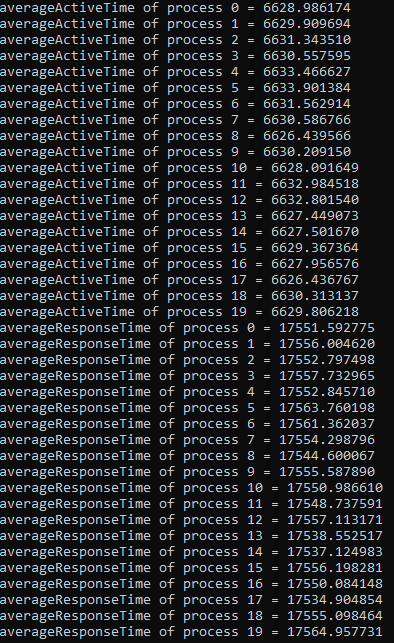 averageActiveTime of process 0 = 6628.986174
averageActiveTime of process 1 = 6629.909694
averageActiveTime of process 2 = 6631.343510
averageActiveTime of process 3 = 6630.557595
averageActiveTime of process 4 = 6633.466627
averageActiveTime of process 5 = 6633.901384
averageActiveTime of process 6 = 6631.562914
averageActiveTime of process 7 = 6630.586766
averageActiveTime of process 8 = 6626.439566
averageActiveTime of process 9 = 6630.209150
averageActiveTime of process 10 = 6628.091649
averageActiveTime of process 11 = 6632.984518
averageActiveTime of process 12 = 6632.801540
averageActiveTime of process 13 = 6627.449073
averageActiveTime of process 14 = 6627.501670
averageActiveTime of process 15 = 6629.367364
averageActiveTime of process 16 = 6627.956576
averageActiveTime of process 17 = 6626.436767
averageActiveTime of process 18 = 6630.313137
averageActiveTime of process 19 = 6629.806218
averageResponseTime of process 0 = 17551.592775
averageResponseTime of process 1 = 17556.004620
averageResponseTime of process 2 = 17552.797498
averageResponseTime of process 3 = 17557.732965
averageResponseTime of process 4 = 17552.845710
averageResponseTime of process 5 = 17563.760198
averageResponseTime of process 6 = 17561.362037
averageResponseTime of process 7 = 17554.298796
averageResponseTime of process 8 = 17544.600067
averageResponseTime of process 9 = 17555.587890
averageResponseTime of process 10 = 17550.986610
averageResponseTime of process 11 = 17548.737591
averageResponseTime of process 12 = 17557.113171
averageResponseTime of process 13 = 17538.552517
averageResponseTime of process 14 = 17537.124983
averageResponseTime of process 15 = 17556.198281
averageResponseTime of process 16 = 17550.084148
averageResponseTime of process 17 = 17534.904854
averageResponseTime of process 18 = 17555.098464
averageResponseTime of process 19 = 17564.957731